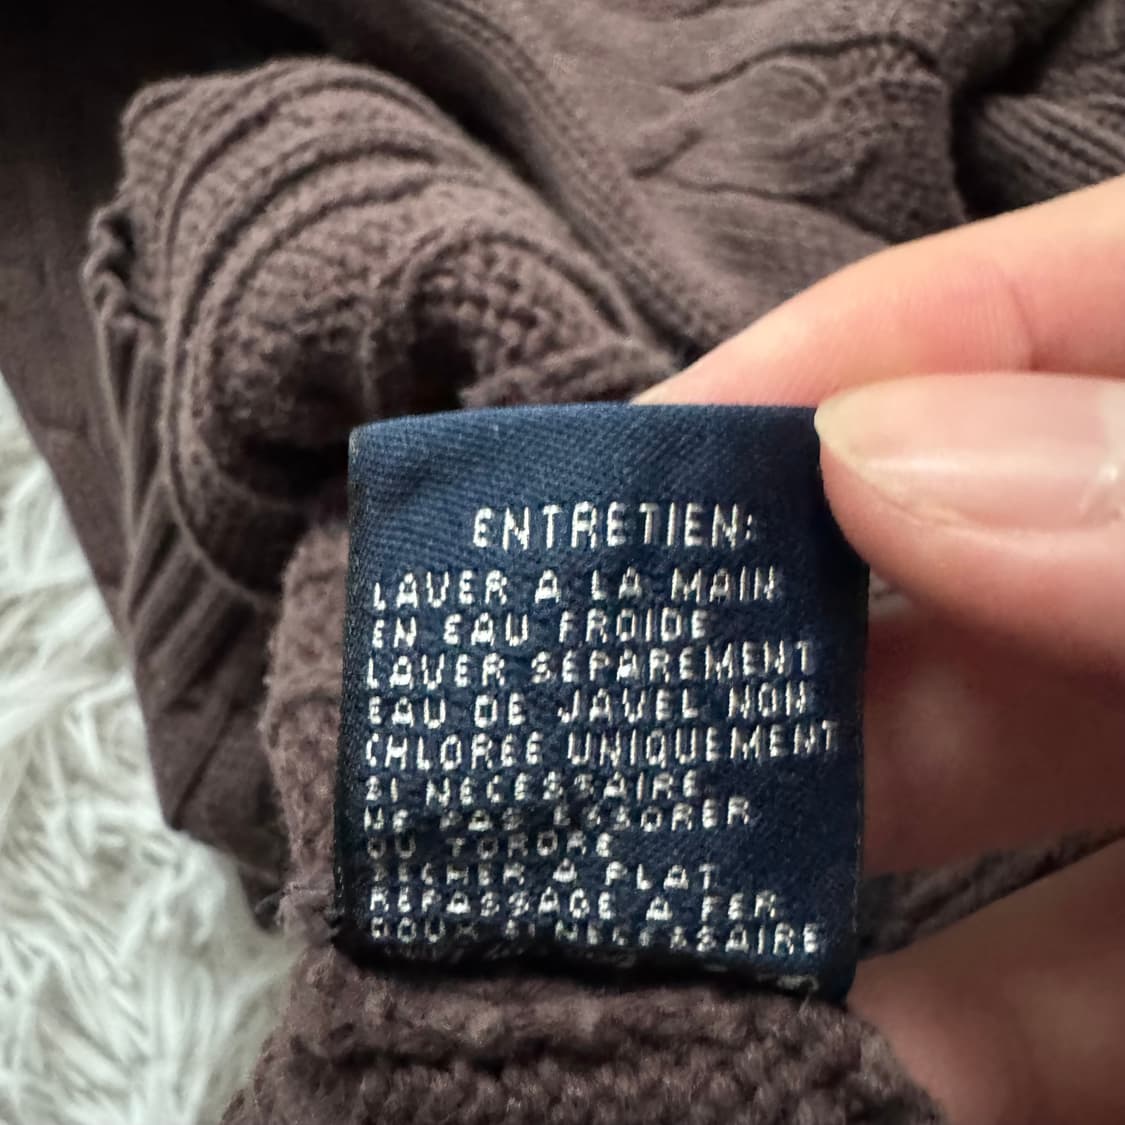 ENTRETIEN:
LAVER A LA MAIN
EN EAU FROIDE
LAVER SEPAREMENT
EAU DE JAVEL NON
CHLOREE UNIQUEMENT
SI NECESSAIRE
NE PAS ESSORER
OU TORDRE
SECHER A PLAT
REPASSAGE A FER
DOUX SI NECESSAIRE